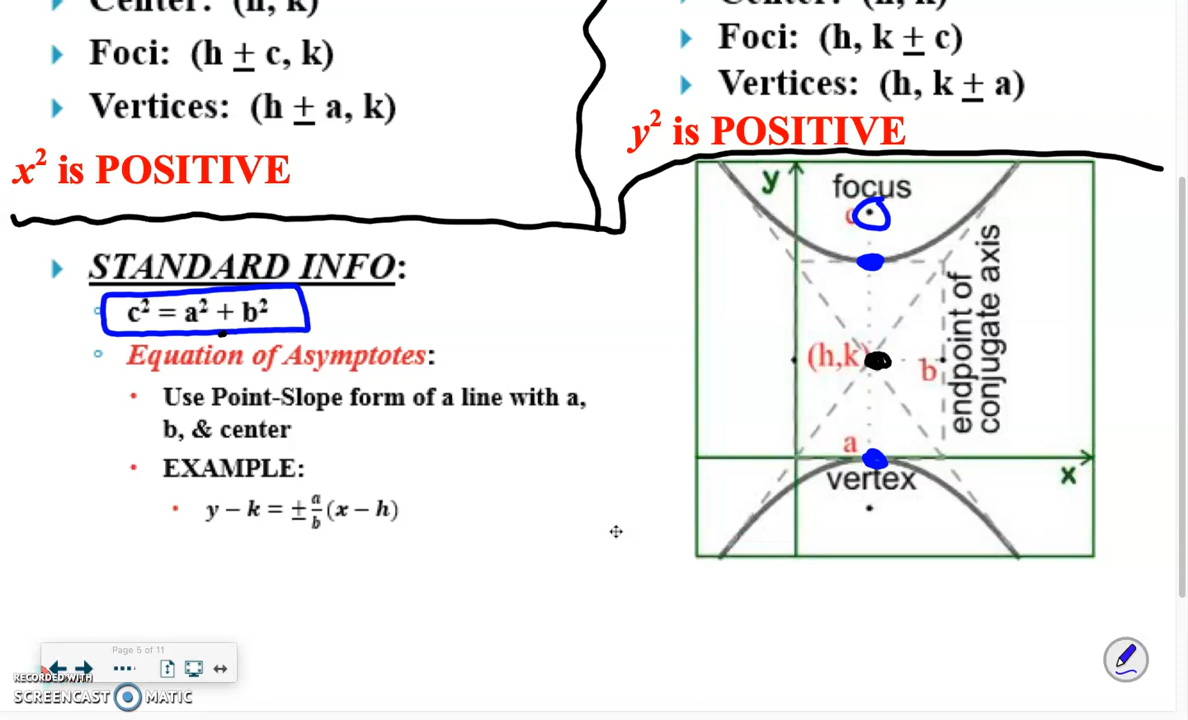 Center: (h, k)
Foci: (h ± c, k)
Vertices: (h ± a, k)
x² is POSITIVE
Center: (h, k)
Foci: (h, k ± c)
Vertices: (h, k ± a)
y² is POSITIVE
STANDARD INFO:
c² = a² + b²
Equation of Asymptotes:
Use Point-Slope form of a line with a,
b, & center
EXAMPLE:
y − k = ± a/b (x − h)
y
focus
c
(h,k)
b
endpoint of
conjugate axis
a
x
vertex
Page 5 of 11
RECORDED WITH
SCREENCAST MATIC